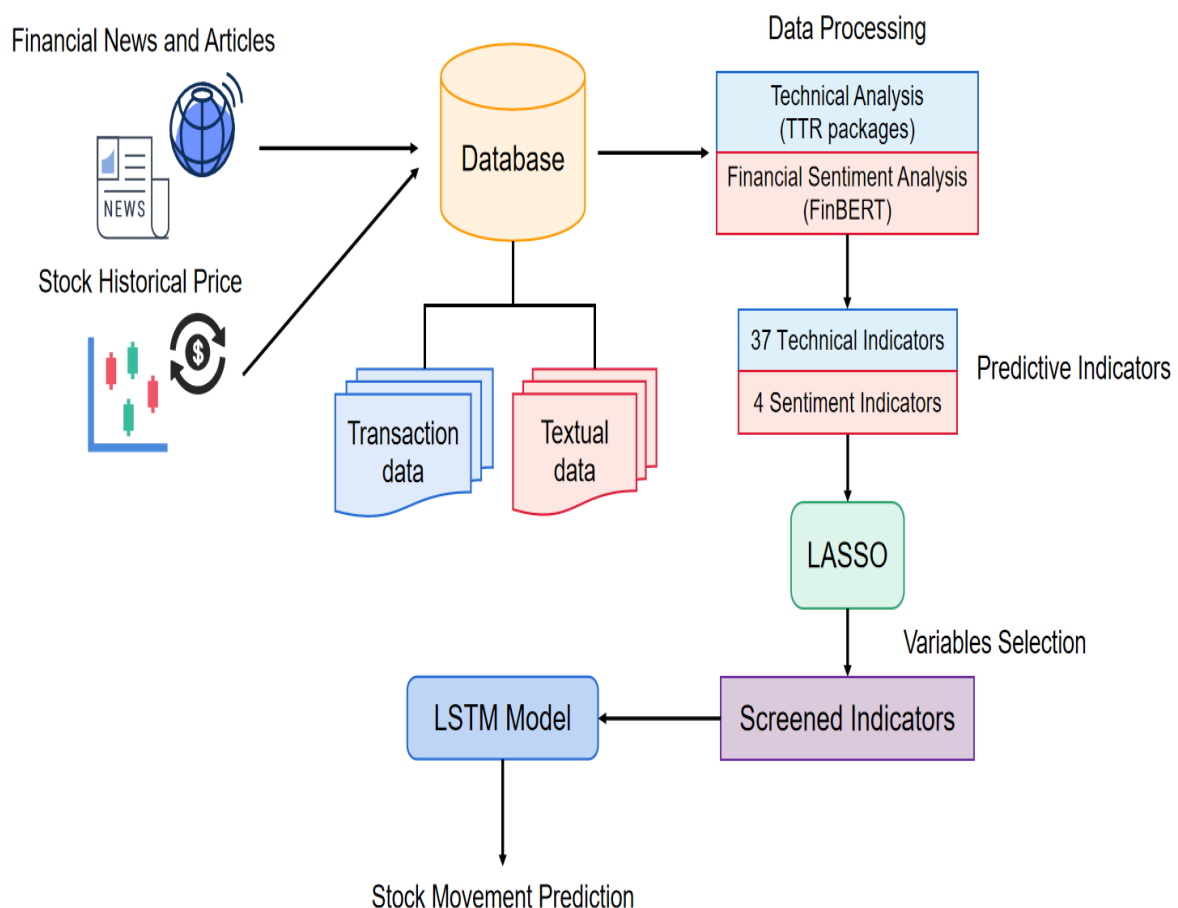 Financial News and Articles
NEWS
Stock Historical Price
$
Database
Transaction
data
Textual
data
Data Processing
Technical Analysis
(TTR packages)
Financial Sentiment Analysis
(FinBERT)
37 Technical Indicators
4 Sentiment Indicators
Predictive Indicators
LASSO
Variables Selection
Screened Indicators
LSTM Model
Stock Movement Prediction